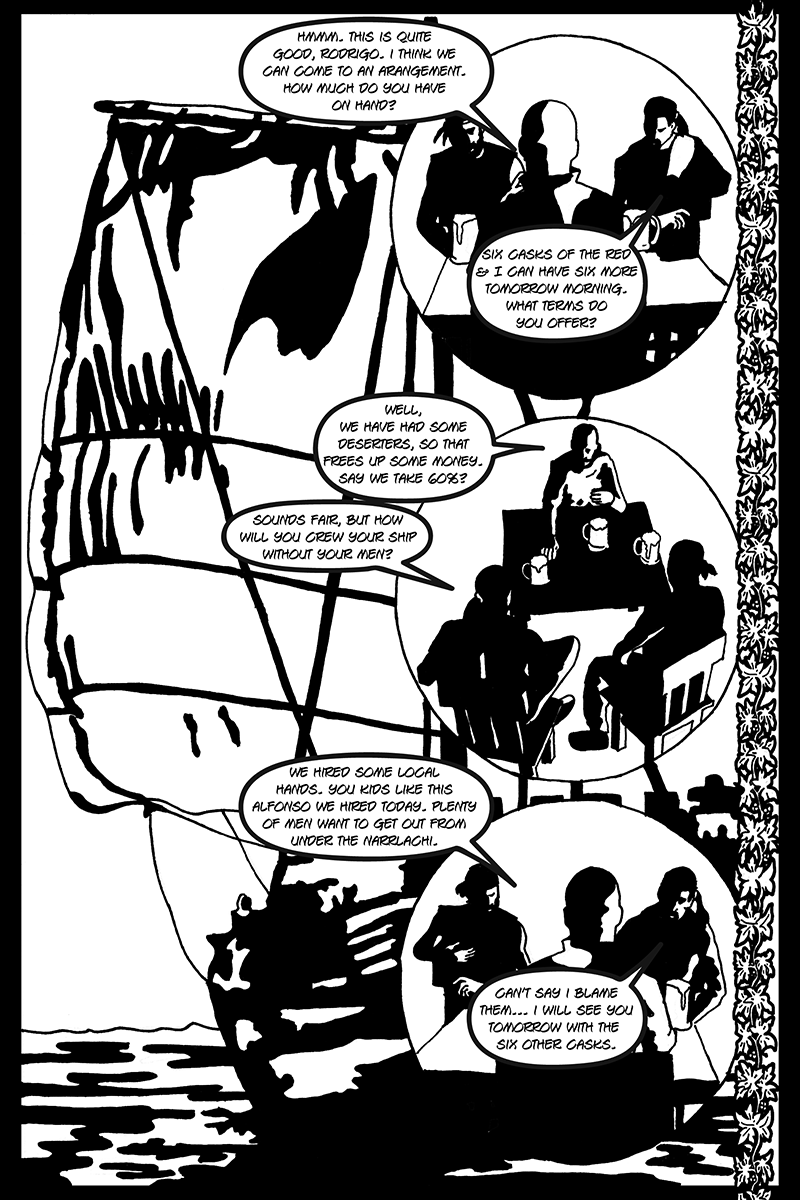 HMMM. THIS IS QUITE
GOOD, RODRIGO. I THINK WE
CAN COME TO AN ARANGEMENT.
HOW MUCH DO YOU HAVE
ON HAND?
SIX CASKS OF THE RED
& I CAN HAVE SIX MORE
TOMORROW MORNING.
WHAT TERMS DO
YOU OFFER?
WELL,
WE HAVE HAD SOME
DESERTERS, SO THAT
FREES UP SOME MONEY.
SAY WE TAKE 60%?
SOUNDS FAIR, BUT HOW
WILL YOU CREW YOUR SHIP
WITHOUT YOUR MEN?
WE HIRED SOME LOCAL
HANDS. YOU KIDS LIKE THIS
ALFONSO WE HIRED TODAY. PLENTY
OF MEN WANT TO GET OUT FROM
UNDER THE NARRLACHI.
CAN'T SAY I BLAME
THEM... I WILL SEE YOU
TOMORROW WITH THE
SIX OTHER CASKS.